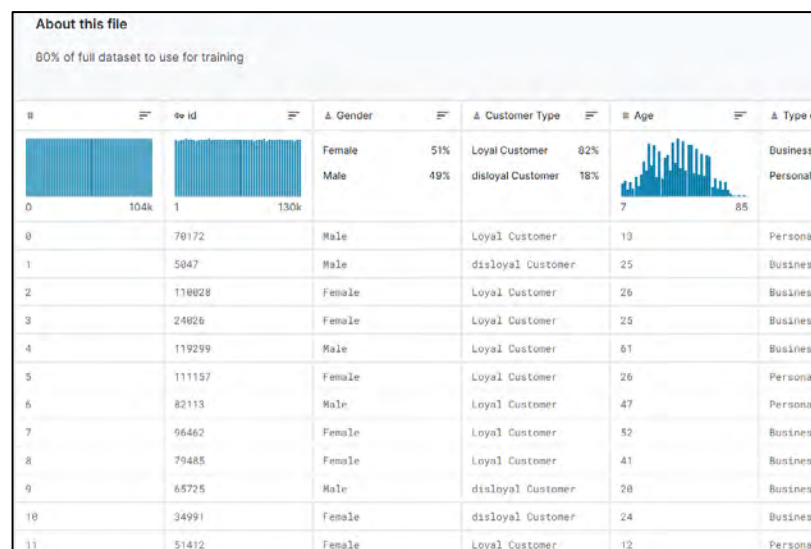 About this file
80% of full dataset to use for training
# id Gender Customer Type Age Type
Female 51% Loyal Customer 82% Business
Male 49% disloyal Customer 18% Personal
0 104k 1 130k 7 85
0 70172 Male Loyal Customer 13 Persona
1 5047 Male disloyal Customer 25 Busines
2 110028 Female Loyal Customer 26 Busines
3 24026 Female Loyal Customer 25 Busines
4 119299 Male Loyal Customer 61 Busines
5 111157 Female Loyal Customer 26 Persona
6 82113 Male Loyal Customer 47 Persona
7 96462 Female Loyal Customer 52 Busines
8 79485 Female Loyal Customer 41 Busines
9 65725 Male disloyal Customer 20 Busines
10 34991 Female disloyal Customer 24 Busines
11 51412 Female Loyal Customer 12 Persona